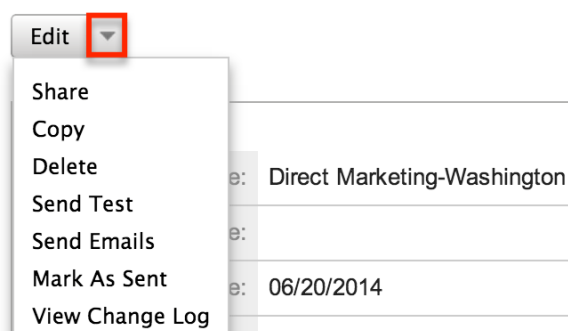 Edit
Share
Copy
Delete
Send Test
e: Direct Marketing-Washington
Send Emails
e:
Mark As Sent
e: 06/20/2014
View Change Log